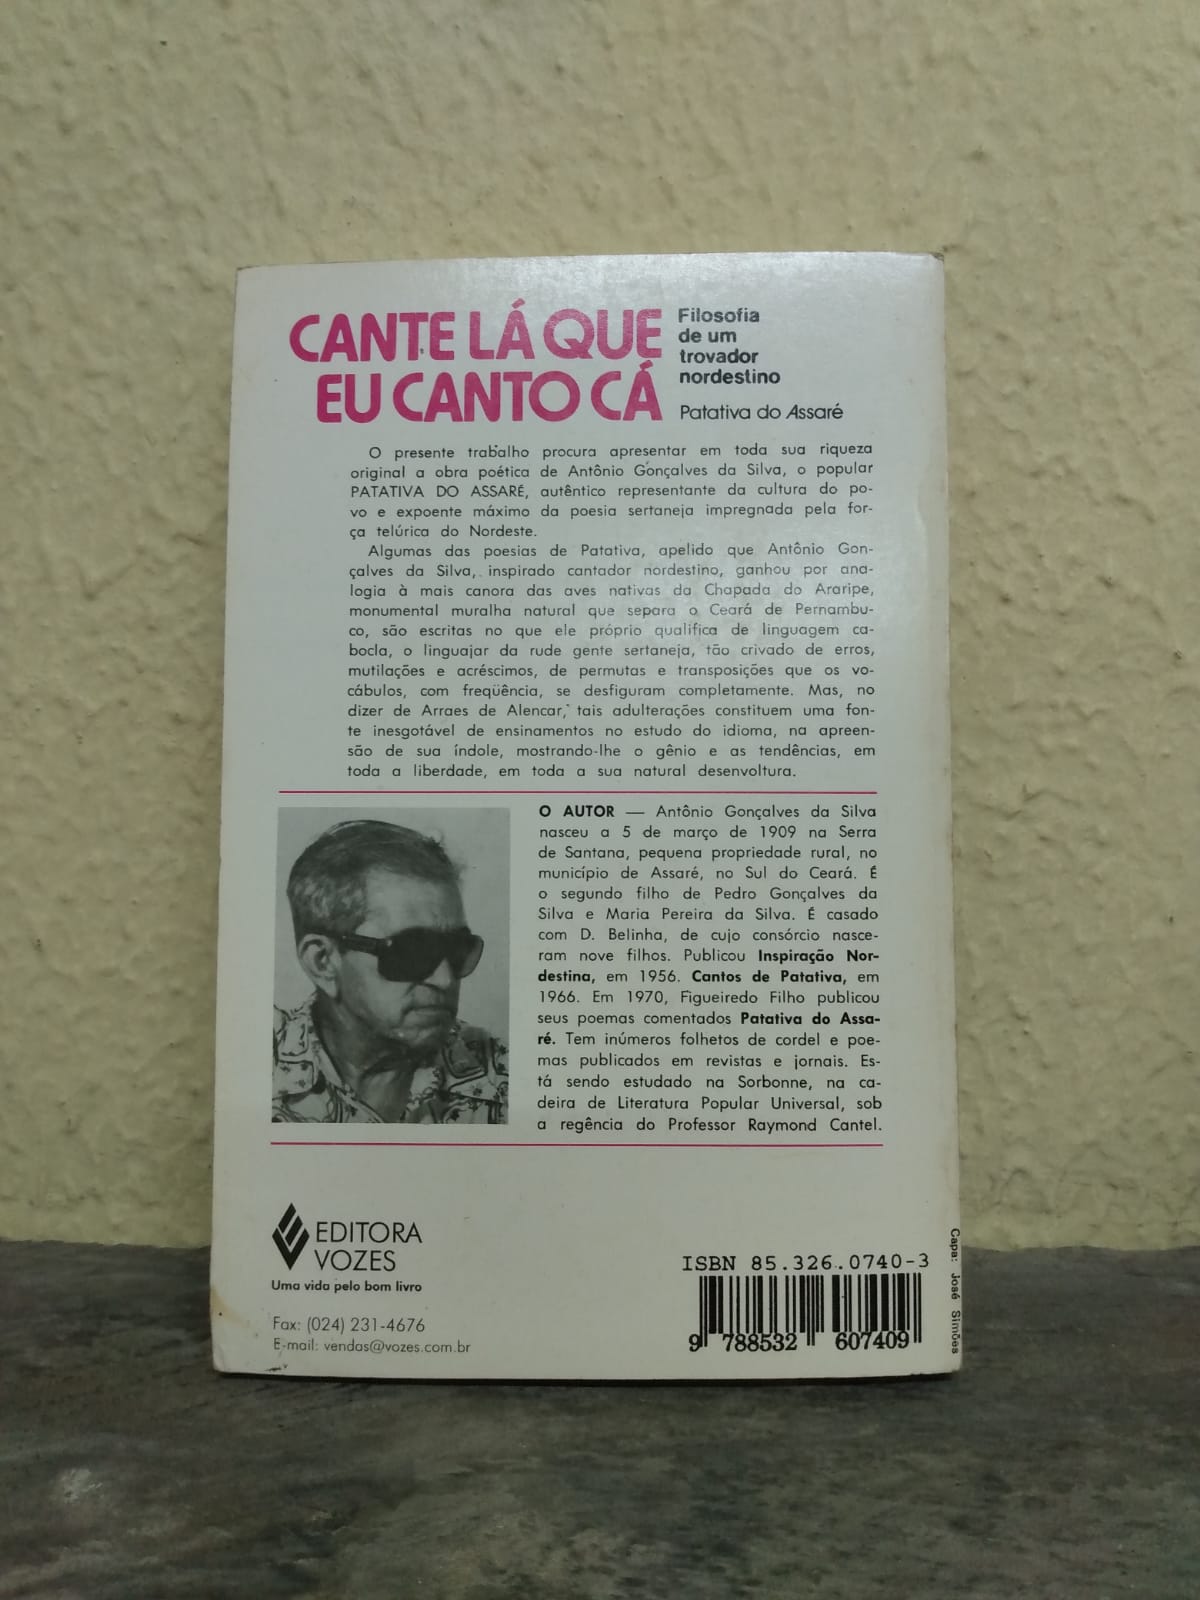 CANTE LÁ QUE
EU CANTO CÁ
Filosofia
de um
trovador
nordestino
Patativa do Assaré
O presente trabalho procura apresentar em toda sua riqueza
original a obra poética de Antônio Gonçalves da Silva, o popular
PATATIVA DO ASSARÉ, autêntico representante da cultura do po-
vo e expoente máximo da poesia sertaneja impregnada pela for-
ça telúrica do Nordeste.
Algumas das poesias de Patativa, apelido que Antônio Gon-
çalves da Silva, inspirado cantador nordestino, ganhou por ana-
logia à mais canora das aves nativas da Chapada do Araripe,
monumental muralha natural que separa o Ceará de Pernambu-
co, são escritas no que ele próprio qualifica de linguagem ca-
bocla, o linguajar da rude gente sertaneja, tão crivado de erros,
mutilações e acréscimos, de permutas e transposições que os vo-
cábulos, com freqüência, se desfiguram completamente. Mas, no
dizer de Arraes de Alencar, tais adulterações constituem uma fon-
te inesgotável de ensinamentos no estudo do idioma, na apreen-
são de sua índole, mostrando-lhe o gênio e as tendências, em
toda a liberdade, em toda a sua natural desenvoltura.
O AUTOR — Antônio Gonçalves da Silva
nasceu a 5 de março de 1909 na Serra
de Santana, pequena propriedade rural, no
município de Assaré, no Sul do Ceará. É
o segundo filho de Pedro Gonçalves da
Silva e Maria Pereira da Silva. É casado
com D. Belinha, de cujo consórcio nasce-
ram nove filhos. Publicou Inspiração Nor-
destina, em 1956. Cantos de Patativa, em
1966. Em 1970, Figueiredo Filho publicou
seus poemas comentados Patativa do Assa-
ré. Tem inúmeros folhetos de cordel e poe-
mas publicados em revistas e jornais. Es-
tá sendo estudado na Sorbonne, na ca-
deira de Literatura Popular Universal, sob
a regência do Professor Raymond Cantel.
EDITORA
VOZES
Uma vida pelo bom livro
Fax: (024) 231-4676
E-mail: vendas@vozes.com.br
ISBN 85.326.0740-3
9 788532 607409
Capa: José Simões